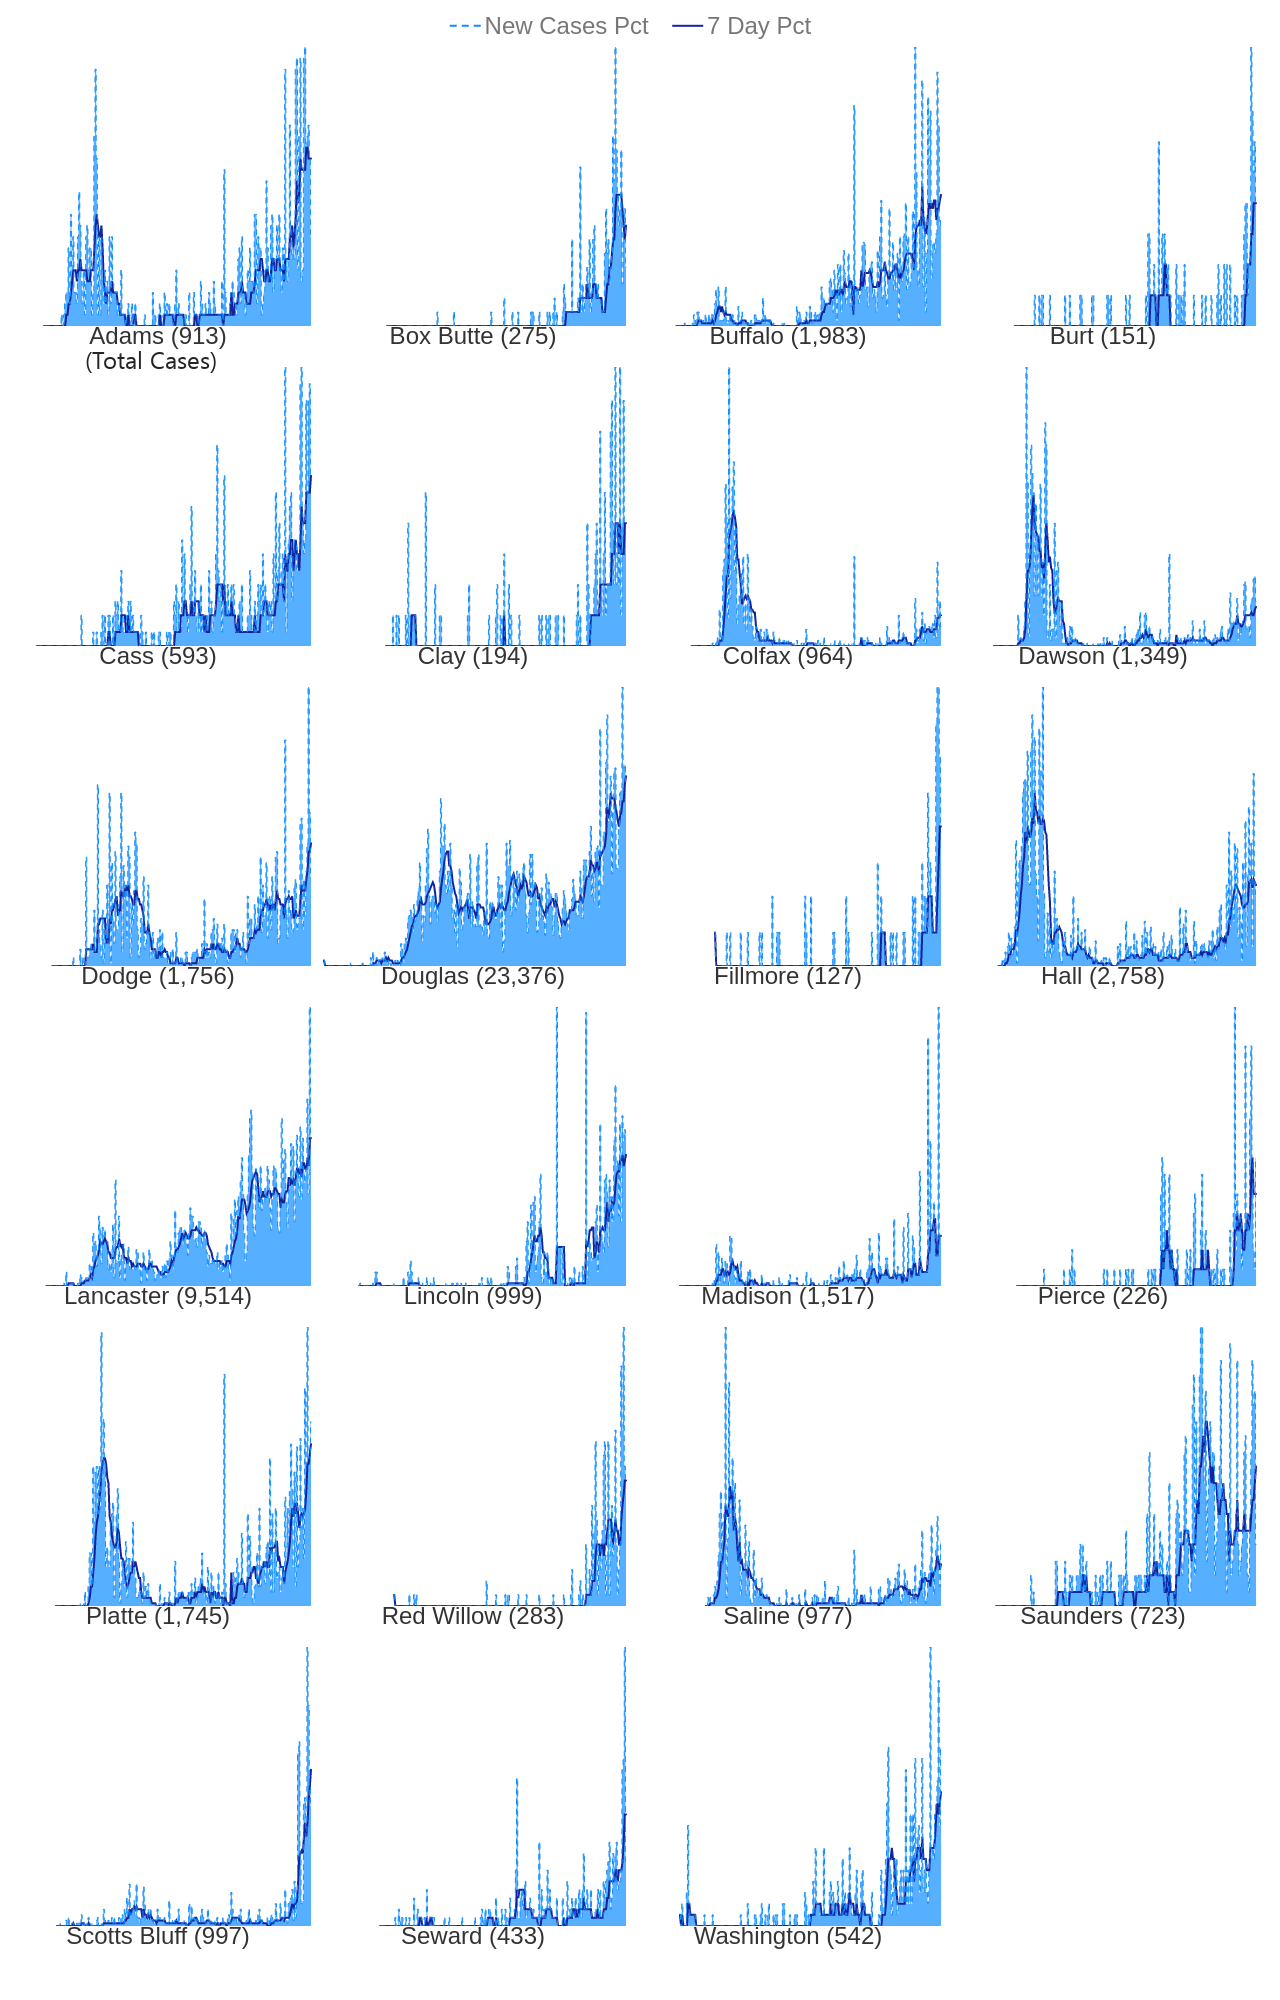 New Cases Pct 7 Day Pct
Adams (913) Box Butte (275) Buffalo (1,983) Burt (151)
(Total Cases)
Cass (593) Clay (194) Colfax (964) Dawson (1,349)
Dodge (1,756) Douglas (23,376) Fillmore (127) Hall (2,758)
Lancaster (9,514) Lincoln (999) Madison (1,517) Pierce (226)
Platte (1,745) Red Willow (283) Saline (977) Saunders (723)
Scotts Bluff (997) Seward (433) Washington (542)